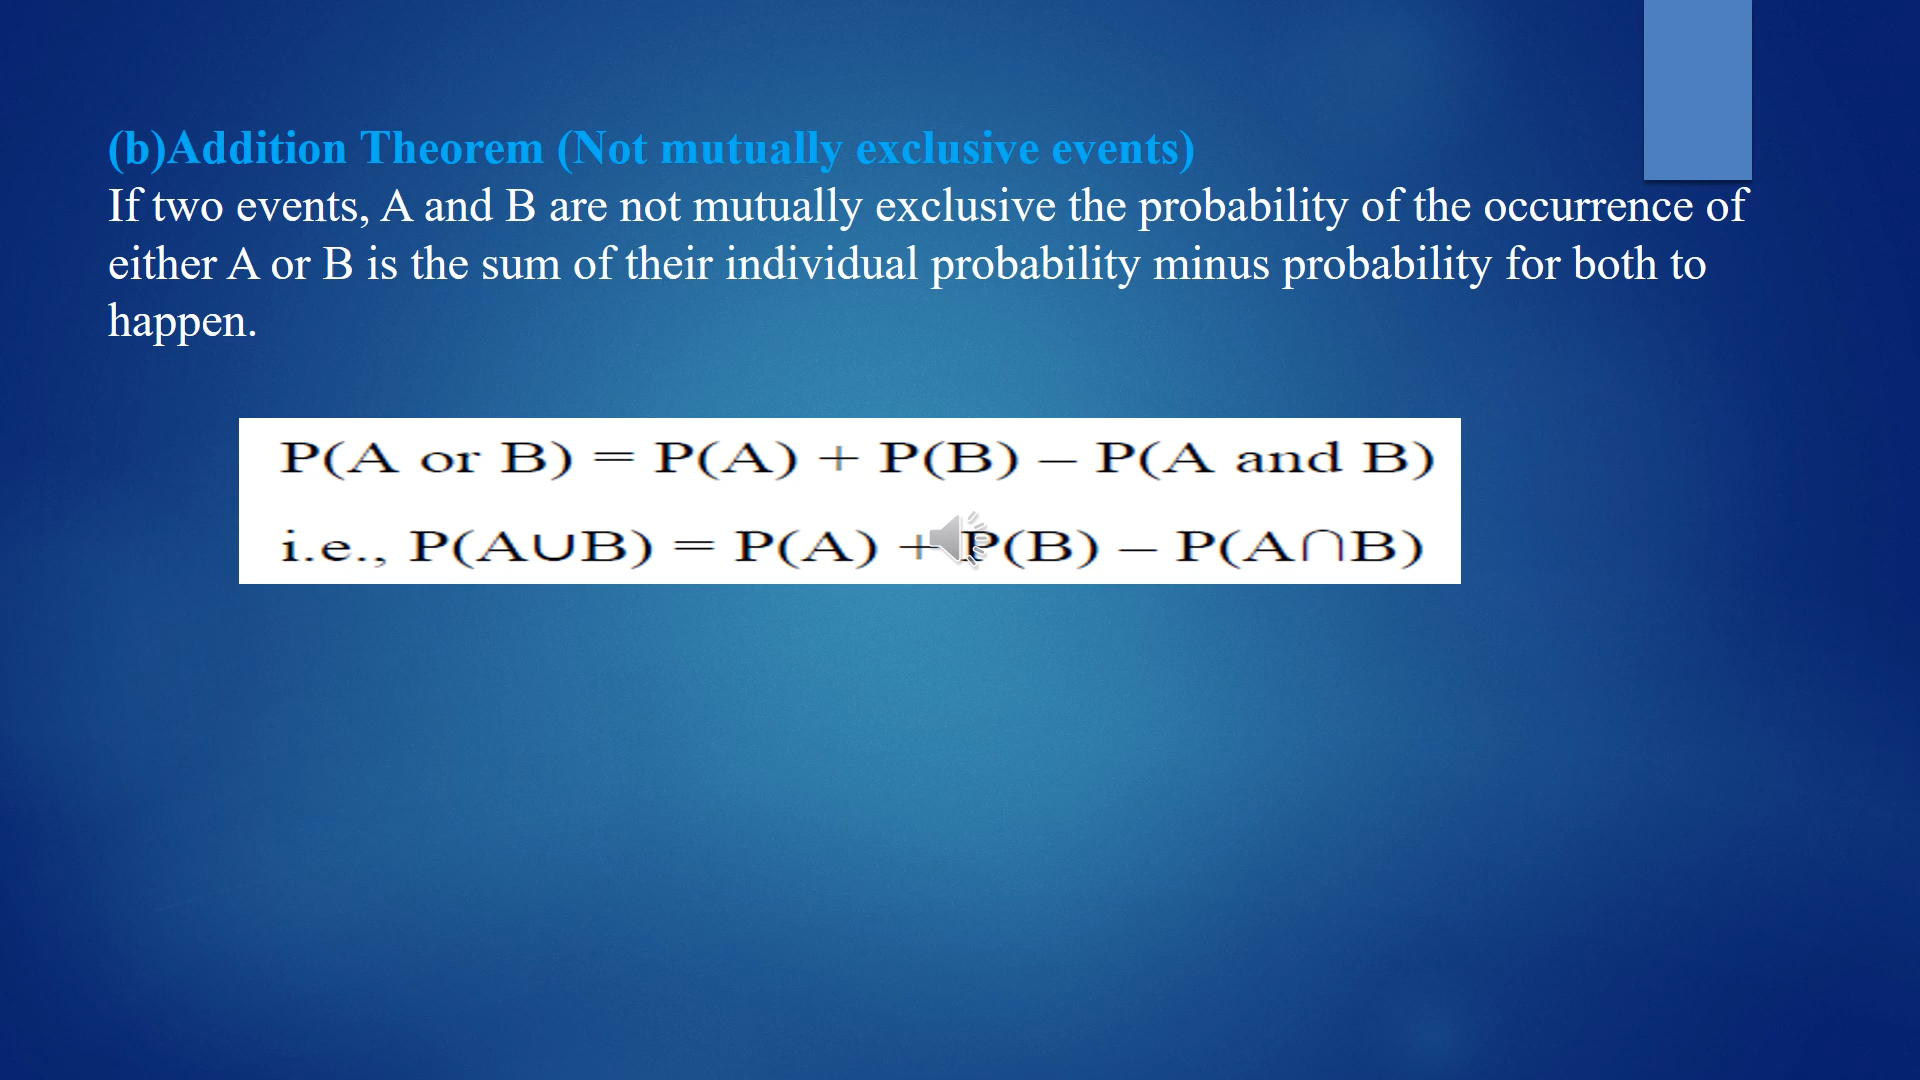 (b)Addition Theorem (Not mutually exclusive events)
If two events, A and B are not mutually exclusive the probability of the occurrence of
either A or B is the sum of their individual probability minus probability for both to
happen.
P(A or B) = P(A) + P(B) – P(A and B)
i.e., P(A∪B) = P(A) + P(B) – P(A∩B)